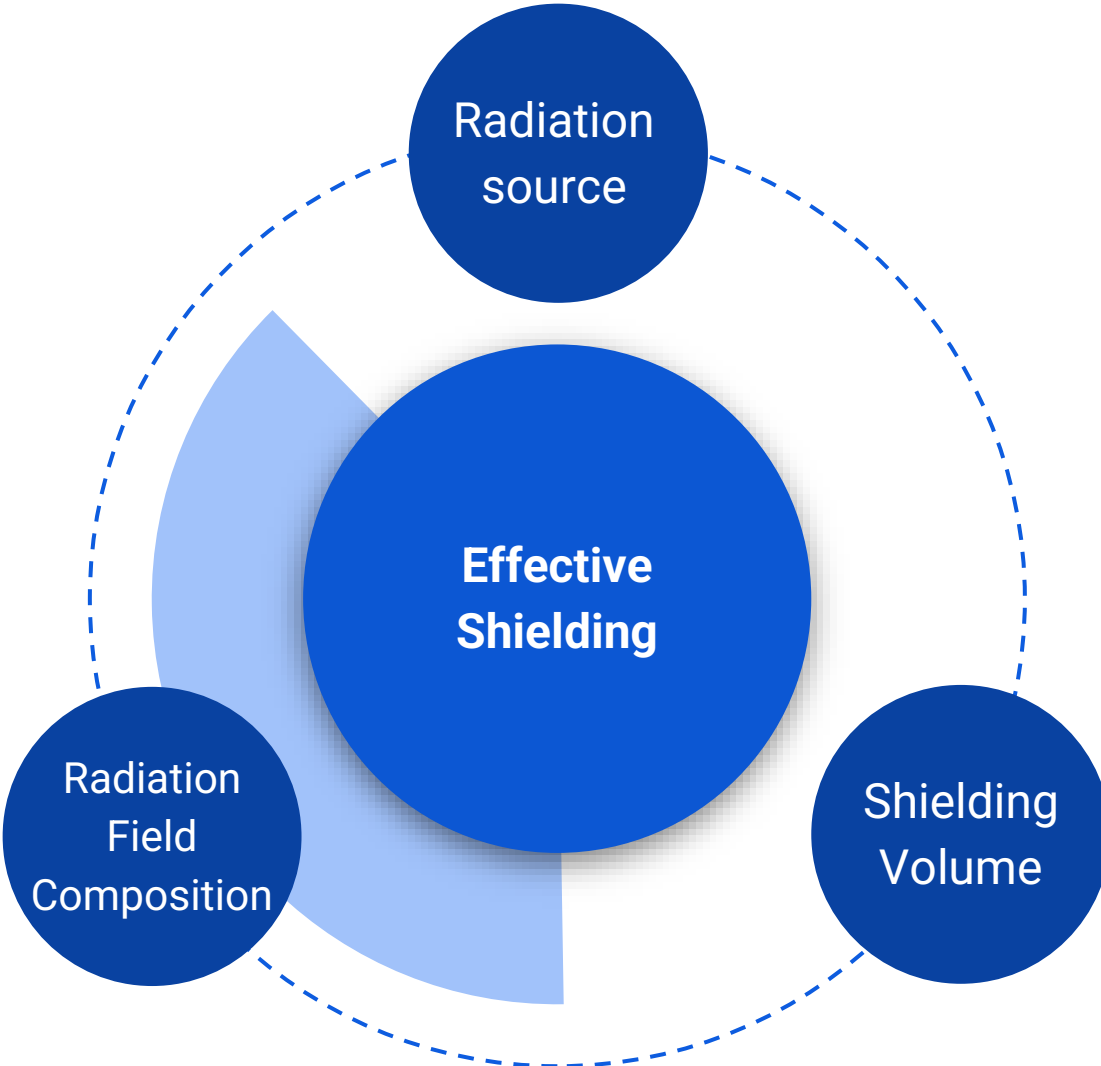 Radiation
source
Effective
Shielding
Radiation
Field
Composition
Shielding
Volume